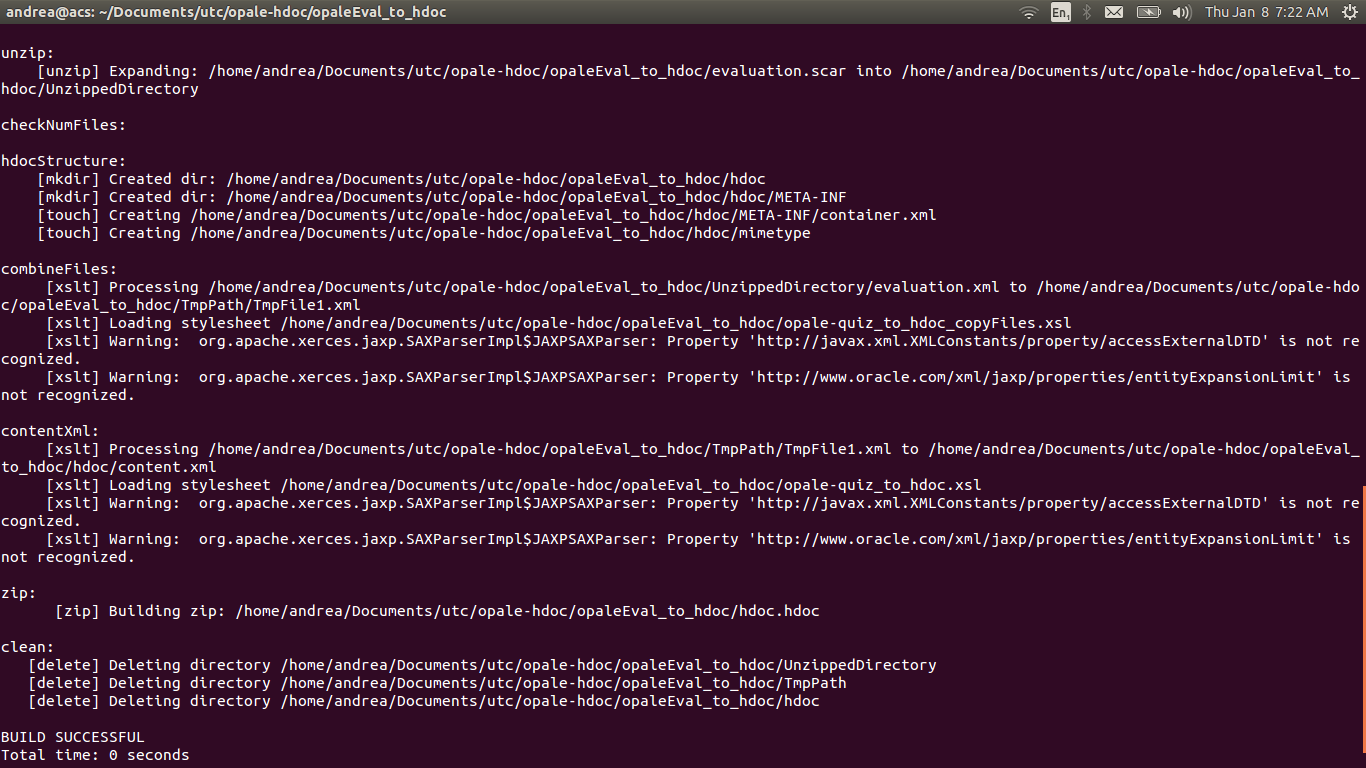 andrea@acs: ~/Documents/utc/opale-hdoc/opaleEval_to_hdoc
En1
Thu Jan 8 7:22 AM
unzip:
[unzip] Expanding: /home/andrea/Documents/utc/opale-hdoc/opaleEval_to_hdoc/evaluation.scar into /home/andrea/Documents/utc/opale-hdoc/opaleEval_to_
hdoc/UnzippedDirectory
checkNumFiles:
hdocStructure:
[mkdir] Created dir: /home/andrea/Documents/utc/opale-hdoc/opaleEval_to_hdoc/hdoc
[mkdir] Created dir: /home/andrea/Documents/utc/opale-hdoc/opaleEval_to_hdoc/hdoc/META-INF
[touch] Creating /home/andrea/Documents/utc/opale-hdoc/opaleEval_to_hdoc/hdoc/META-INF/container.xml
[touch] Creating /home/andrea/Documents/utc/opale-hdoc/opaleEval_to_hdoc/hdoc/mimetype
combineFiles:
[xslt] Processing /home/andrea/Documents/utc/opale-hdoc/opaleEval_to_hdoc/UnzippedDirectory/evaluation.xml to /home/andrea/Documents/utc/opale-hdo
c/opaleEval_to_hdoc/TmpPath/TmpFile1.xml
[xslt] Loading stylesheet /home/andrea/Documents/utc/opale-hdoc/opaleEval_to_hdoc/opale-quiz_to_hdoc_copyFiles.xsl
[xslt] Warning:  org.apache.xerces.jaxp.SAXParserImpl$JAXPSAXParser: Property 'http://javax.xml.XMLConstants/property/accessExternalDTD' is not re
cognized.
[xslt] Warning:  org.apache.xerces.jaxp.SAXParserImpl$JAXPSAXParser: Property 'http://www.oracle.com/xml/jaxp/properties/entityExpansionLimit' is
not recognized.
contentXml:
[xslt] Processing /home/andrea/Documents/utc/opale-hdoc/opaleEval_to_hdoc/TmpPath/TmpFile1.xml to /home/andrea/Documents/utc/opale-hdoc/opaleEval_
to_hdoc/hdoc/content.xml
[xslt] Loading stylesheet /home/andrea/Documents/utc/opale-hdoc/opaleEval_to_hdoc/opale-quiz_to_hdoc.xsl
[xslt] Warning:  org.apache.xerces.jaxp.SAXParserImpl$JAXPSAXParser: Property 'http://javax.xml.XMLConstants/property/accessExternalDTD' is not re
cognized.
[xslt] Warning:  org.apache.xerces.jaxp.SAXParserImpl$JAXPSAXParser: Property 'http://www.oracle.com/xml/jaxp/properties/entityExpansionLimit' is
not recognized.
zip:
[zip] Building zip: /home/andrea/Documents/utc/opale-hdoc/opaleEval_to_hdoc/hdoc.hdoc
clean:
[delete] Deleting directory /home/andrea/Documents/utc/opale-hdoc/opaleEval_to_hdoc/UnzippedDirectory
[delete] Deleting directory /home/andrea/Documents/utc/opale-hdoc/opaleEval_to_hdoc/TmpPath
[delete] Deleting directory /home/andrea/Documents/utc/opale-hdoc/opaleEval_to_hdoc/hdoc
BUILD SUCCESSFUL
Total time: 0 seconds